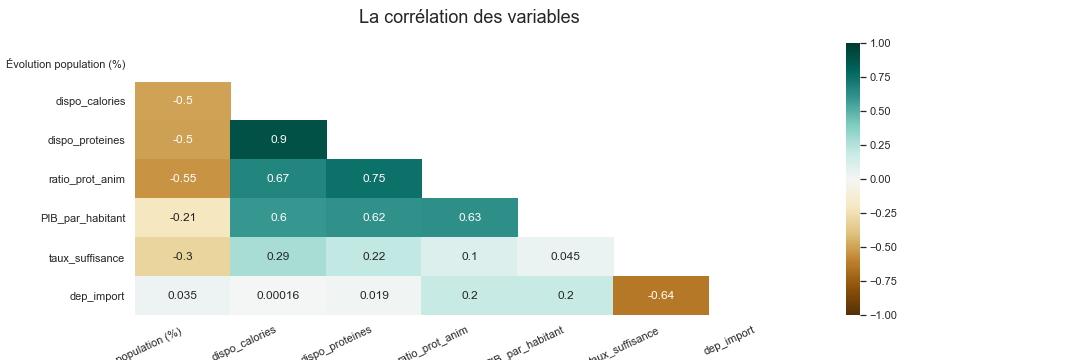 La corrélation des variables
Évolution population (%)
dispo_calories -0.5
dispo_proteines -0.5 0.9
ratio_prot_anim -0.55 0.67 0.75
PIB_par_habitant -0.21 0.6 0.62 0.63
taux_suffisance -0.3 0.29 0.22 0.1 0.045
dep_import 0.035 0.00016 0.019 0.2 0.2 -0.64
population (%) dispo_calories dispo_proteines ratio_prot_anim PIB_par_habitant taux_suffisance dep_import
1.00
0.75
0.50
0.25
0.00
−0.25
−0.50
−0.75
−1.00